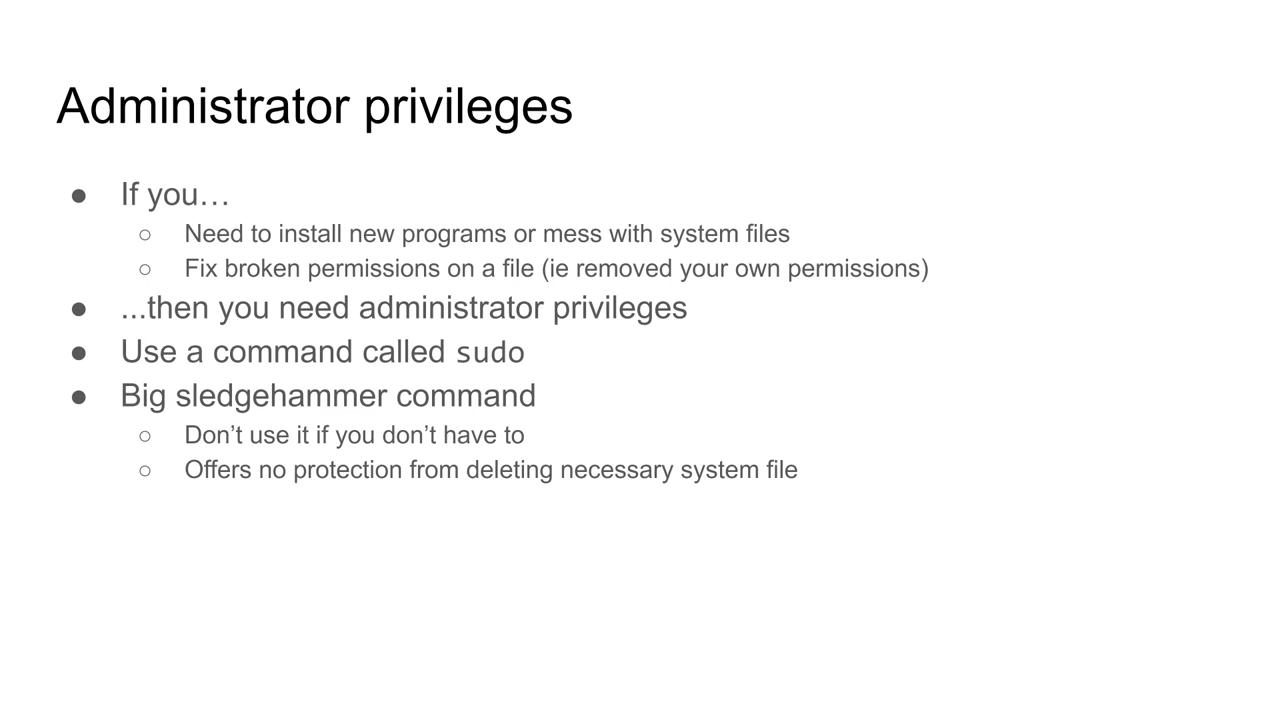 Administrator privileges
● If you…
○ Need to install new programs or mess with system files
○ Fix broken permissions on a file (ie removed your own permissions)
● ...then you need administrator privileges
● Use a command called sudo
● Big sledgehammer command
○ Don’t use it if you don’t have to
○ Offers no protection from deleting necessary system file